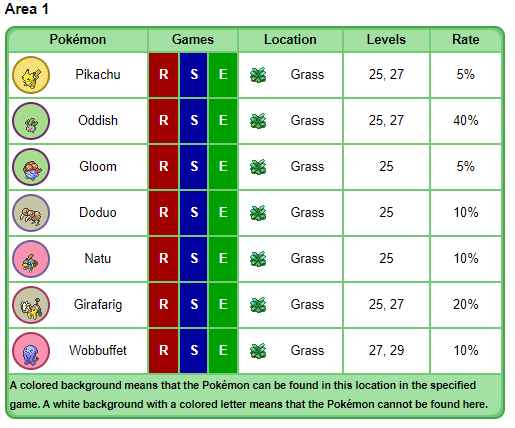 Area 1
Pokémon Games Location Levels Rate
Pikachu R S E Grass 25, 27 5%
Oddish R S E Grass 25, 27 40%
Gloom R S E Grass 25 5%
Doduo R S E Grass 25 10%
Natu R S E Grass 25 10%
Girafarig R S E Grass 25, 27 20%
Wobbuffet R S E Grass 27, 29 10%
A colored background means that the Pokémon can be found in this location in the specified
game. A white background with a colored letter means that the Pokémon cannot be found here.